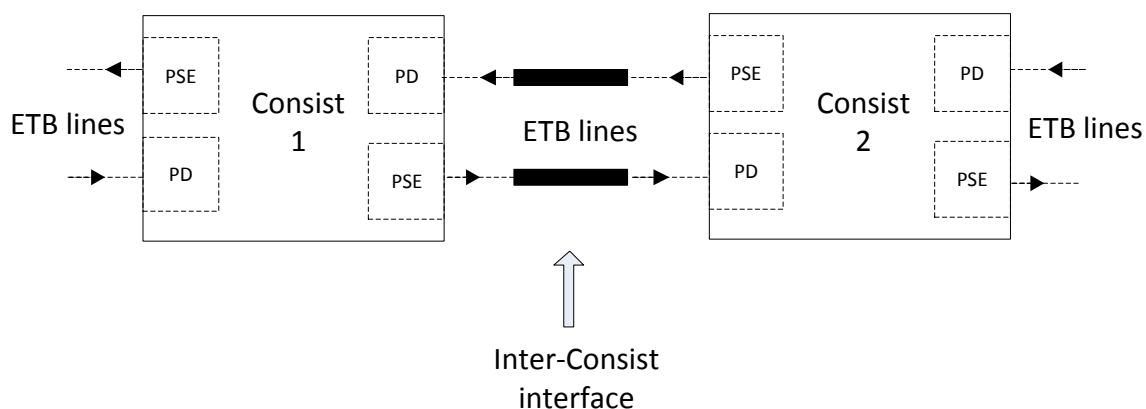 PSE
PD
PSE
PD
ETB lines
Consist
1
ETB lines
Consist
2
ETB lines
PD
PSE
PD
PSE
Inter-Consist
interface